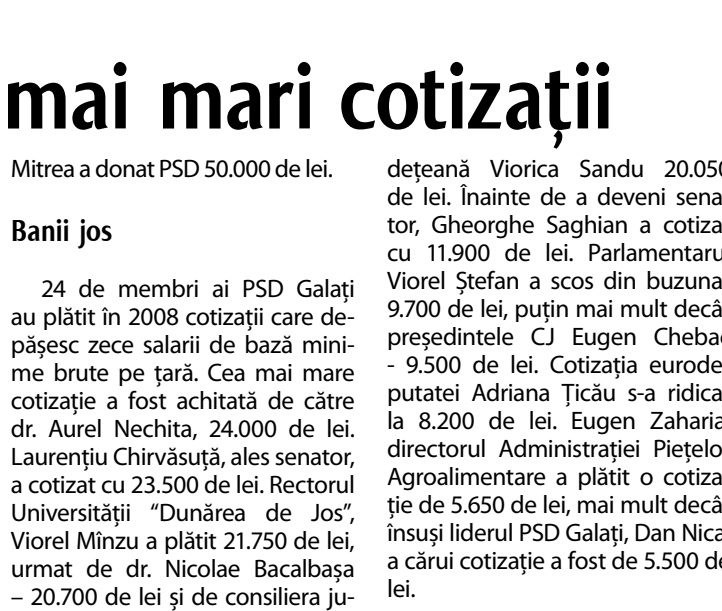 mai mari cotizații
Mitrea a donat PSD 50.000 de lei.
Banii jos
24 de membri ai PSD Galați
au plătit în 2008 cotizații care de-
pășesc zece salarii de bază mini-
me brute pe țară. Cea mai mare
cotizație a fost achitată de către
dr. Aurel Nechita, 24.000 de lei.
Laurențiu Chirvăsuță, ales senator,
a cotizat cu 23.500 de lei. Rectorul
Universității “Dunărea de Jos”,
Viorel Mînzu a plătit 21.750 de lei,
urmat de dr. Nicolae Bacalbașa
– 20.700 de lei și de consiliera ju-
dețeană Viorica Sandu 20.050
de lei. Înainte de a deveni sena
tor, Gheorghe Saghian a cotiza
cu 11.900 de lei. Parlamentaru
Viorel Ștefan a scos din buzuna
9.700 de lei, puțin mai mult decâ
președintele CJ Eugen Chebac
- 9.500 de lei. Cotizația eurode
putatei Adriana Țicău s-a ridica
la 8.200 de lei. Eugen Zaharia
directorul Administrației Piețelo
Agroalimentare a plătit o cotiza
ție de 5.650 de lei, mai mult decâ
însuși liderul PSD Galați, Dan Nica
a cărui cotizație a fost de 5.500 de
lei.